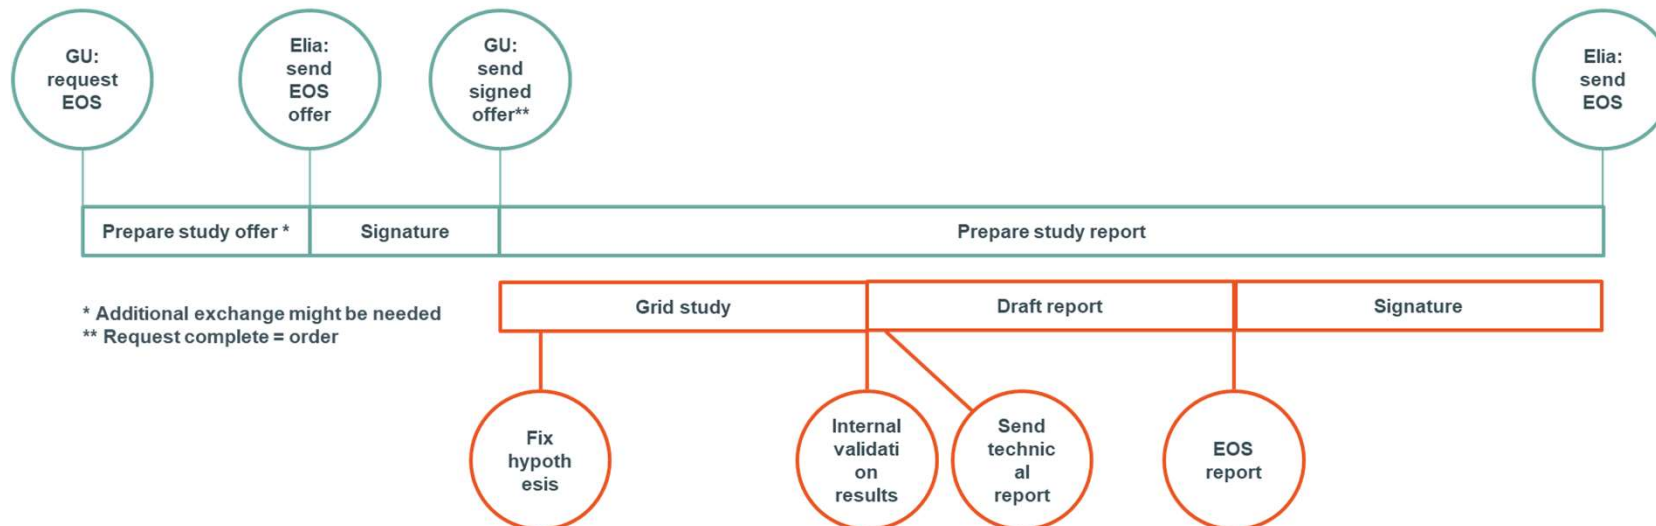 GU:
request
EOS
Elia:
send
EOS
offer
GU:
send
signed
offer**
Elia:
send
EOS
Prepare study offer *
Signature
Prepare study report
* Additional exchange might be needed
** Request complete = order
Grid study
Draft report
Signature
Fix
hypoth
esis
Internal
validati
on
results
Send
technic
al
report
EOS
report